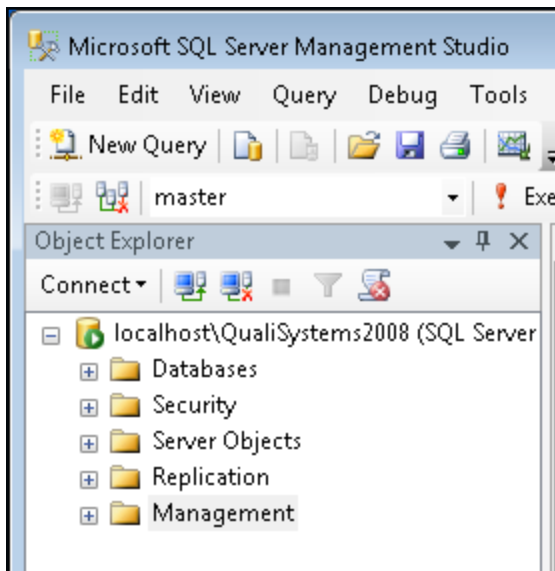 Microsoft SQL Server Management Studio
File Edit View Query Debug Tools
New Query
master Exe
Object Explorer
Connect
localhost\QualiSystems2008 (SQL Server
Databases
Security
Server Objects
Replication
Management